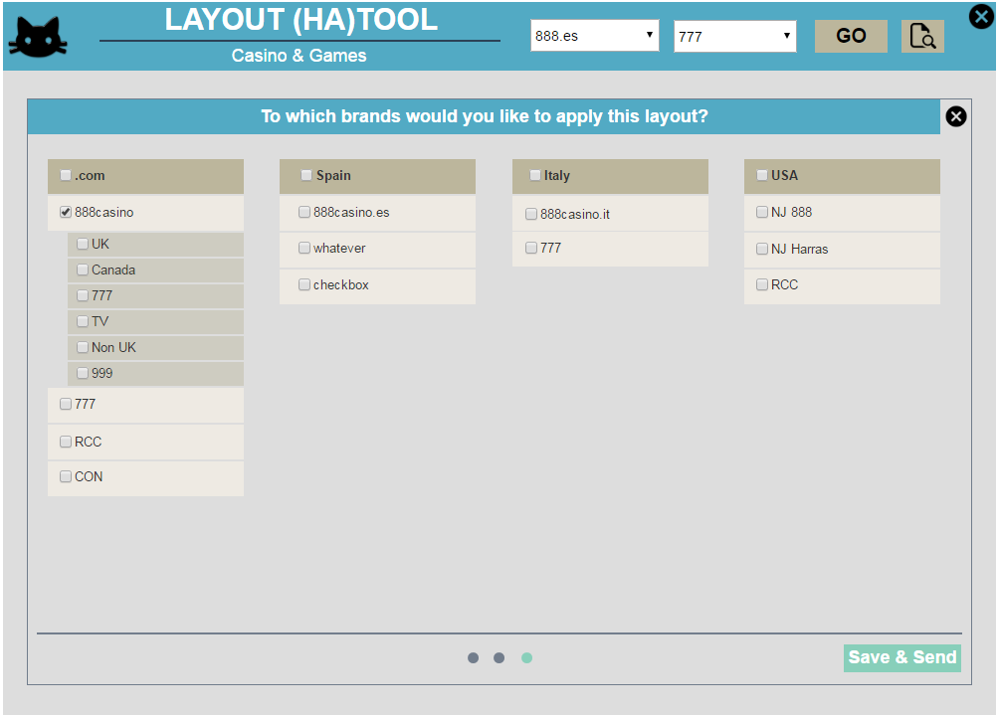 LAYOUT (HA)TOOL
Casino & Games
888.es
777
GO
To which brands would you like to apply this layout?
.com
888casino
UK
Canada
777
TV
Non UK
999
777
RCC
CON
Spain
888casino.es
whatever
checkbox
Italy
888casino.it
777
USA
NJ 888
NJ Harras
RCC
Save & Send